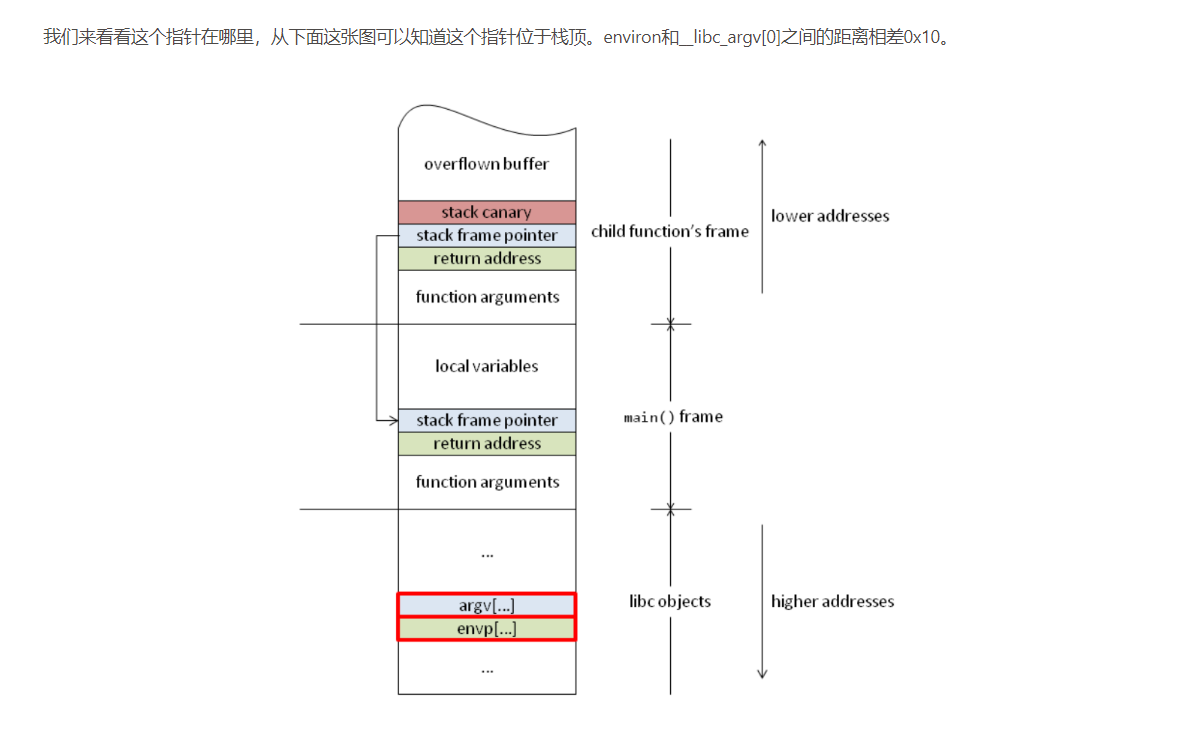 我们来看看这个指针在哪里，从下面这张图可以知道这个指针位于栈顶。environ和__libc_argv[0]之间的距离相差0x10。
overflown buffer
stack canary
lower addresses
stack frame pointer
child function's frame
return address
function arguments
local variables
stack frame pointer
main() frame
return address
function arguments
...
argv[...]
libc objects
higher addresses
envp[...]
...